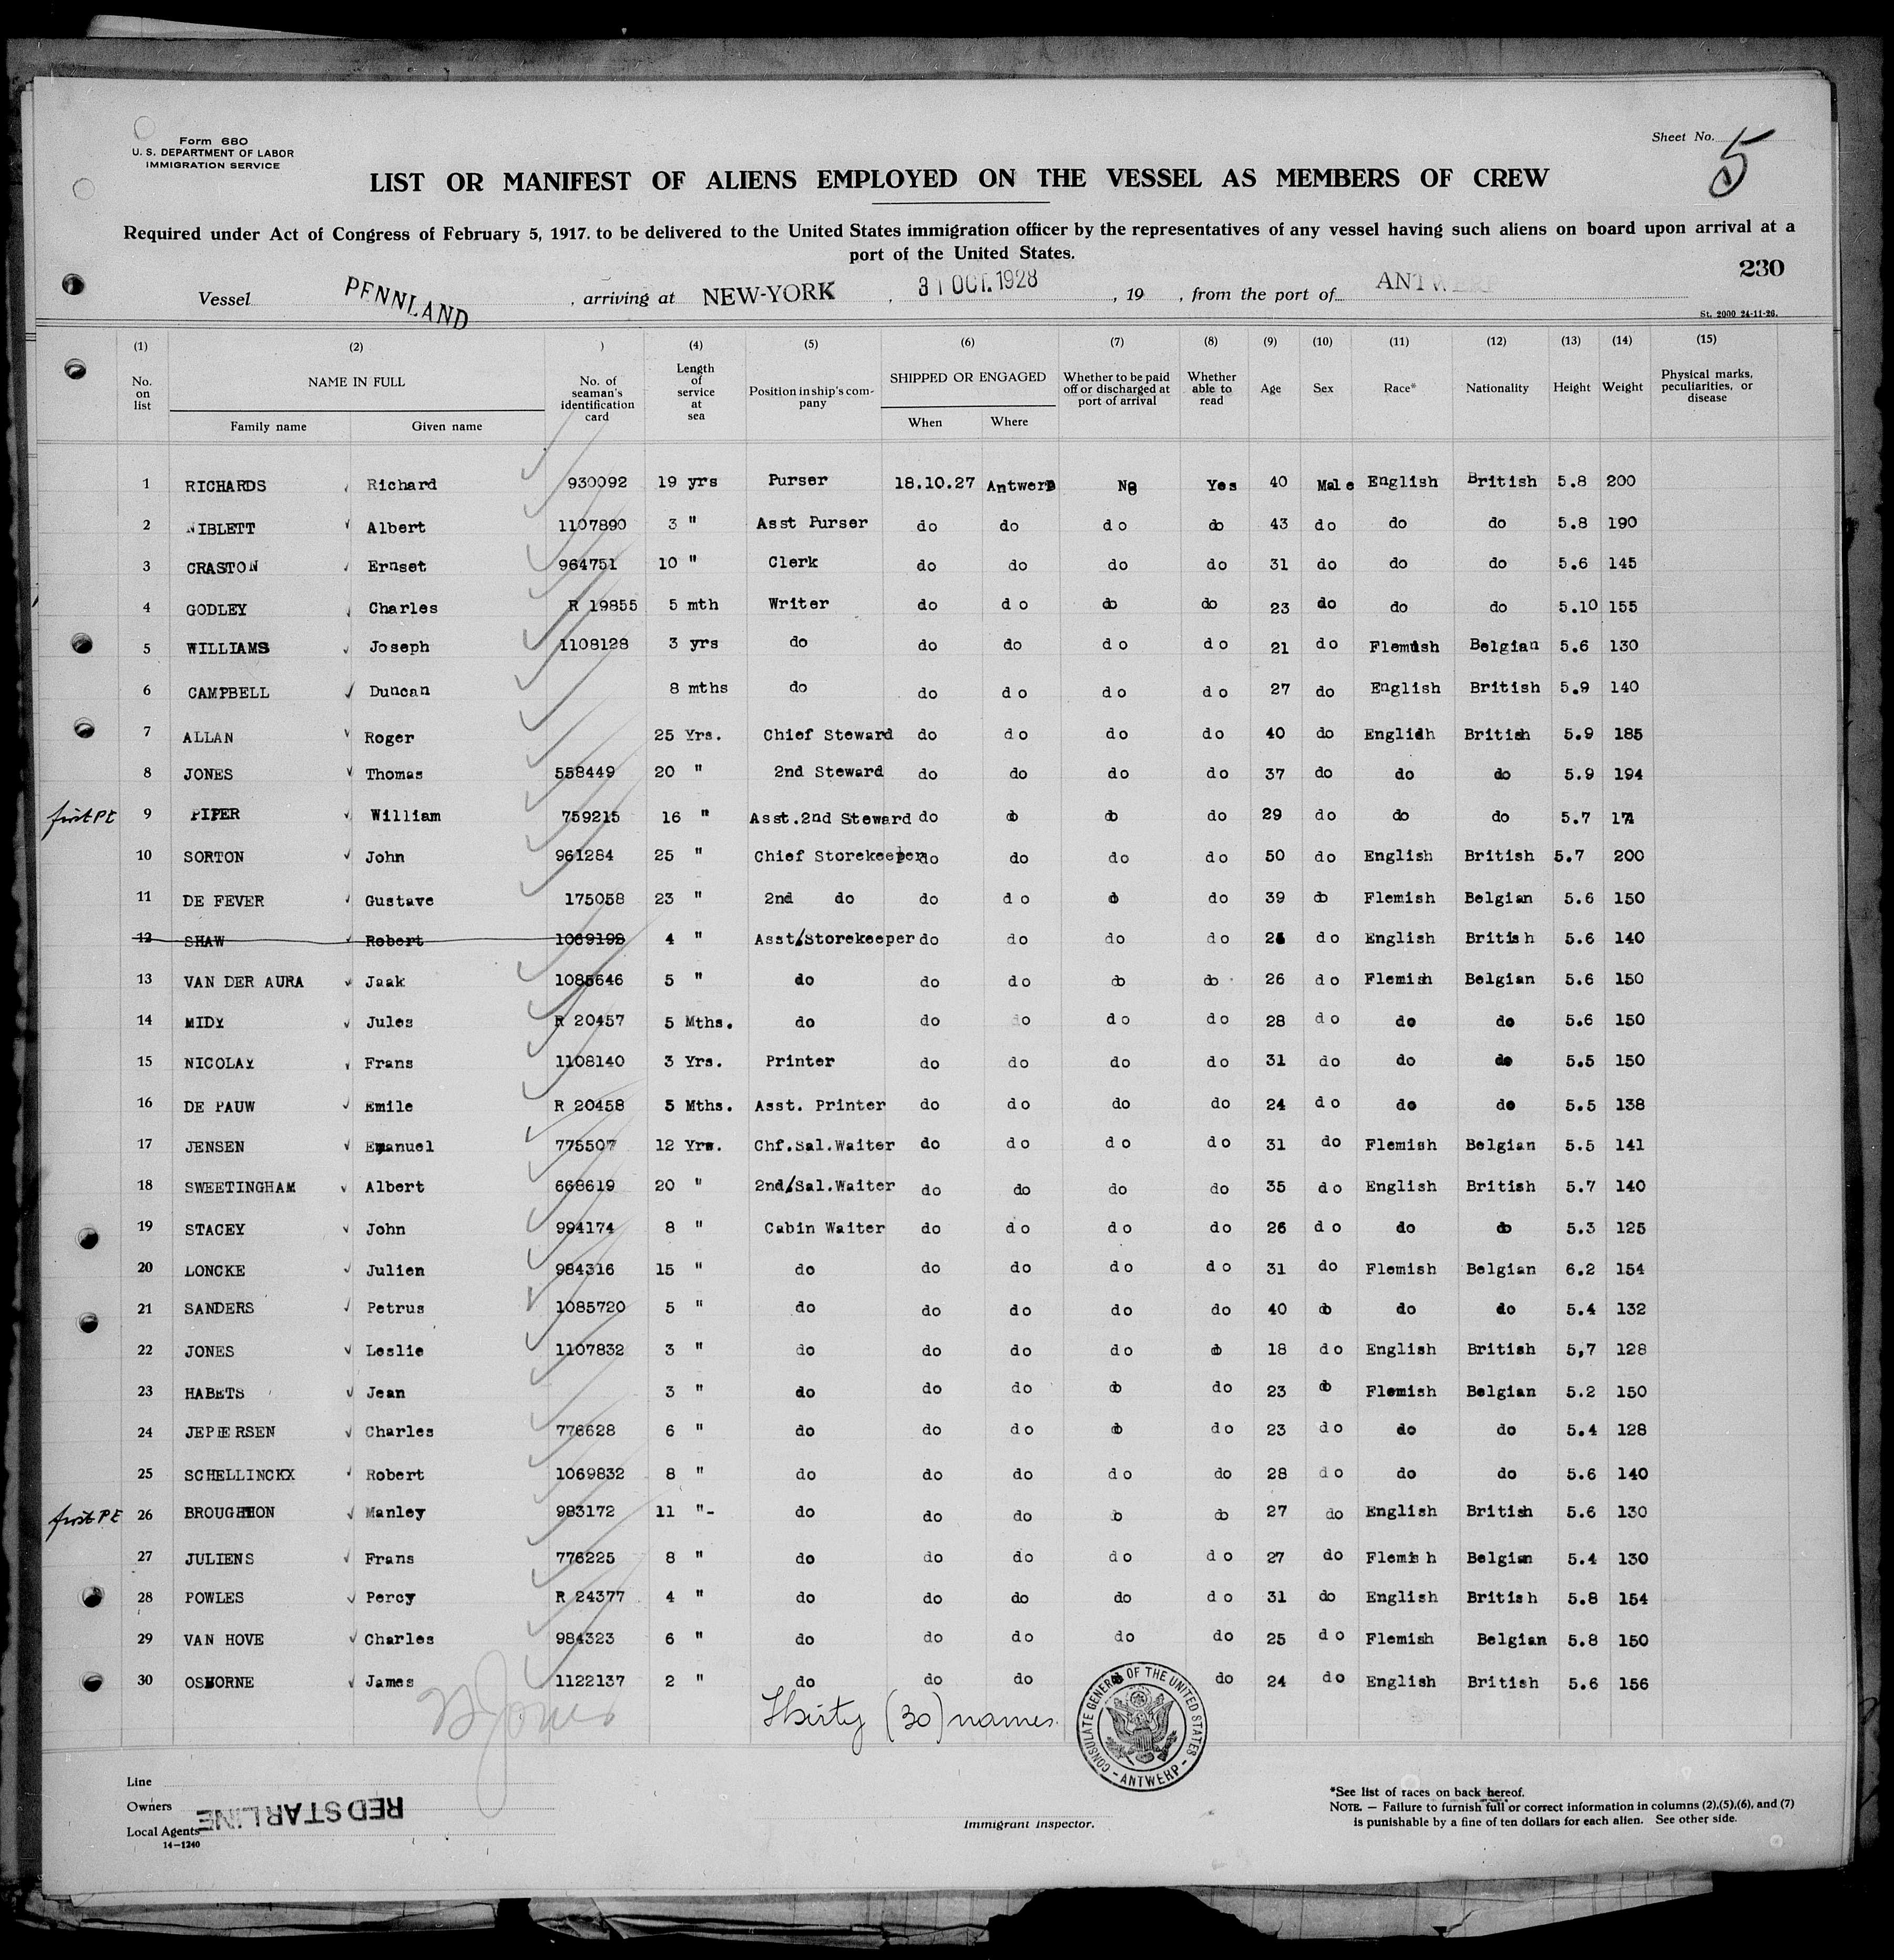 Form 680
U. S. DEPARTMENT OF LABOR
IMMIGRATION SERVICE
Sheet No. 5
LIST OR MANIFEST OF ALIENS EMPLOYED ON THE VESSEL AS MEMBERS OF CREW
Required under Act of Congress of February 5, 1917. to be delivered to the United States immigration officer by the representatives of any vessel having such aliens on board upon arrival at a
port of the United States.
230
Vessel PENNLAND , arriving at NEW-YORK , 31 OCT. 1928 , 19 , from the port of ANTWERP
St. 2000 24-11-26.
(1) (2) ) (4) (5) (6) (7) (8) (9) (10) (11) (12) (13) (14) (15)
No. on list NAME IN FULL Family name Given name No. of seaman's identification card Length of service at sea Position in ship's company SHIPPED OR ENGAGED When Where Whether to be paid off or discharged at port of arrival Whether able to read Age Sex Race* Nationality Height Weight Physical marks, peculiarities, or disease
1 RICHARDS Richard 930092 19 yrs Purser 18.10.27 Antwerp No Yes 40 Male English British 5.8 200
2 NIBLETT Albert 1107890 3 " Asst Purser do do do do 43 do do do 5.8 190
3 CRASTON Ernset 964751 10 " Clerk do do do do 31 do do do 5.6 145
4 GODLEY Charles R 19855 5 mth Writer do do do do 23 do do do 5.10 155
5 WILLIAMS Joseph 1108128 3 yrs do do do do do 21 do Flemish Belgian 5.6 130
6 CAMPBELL Duncan 8 mths do do do do do 27 do English British 5.9 140
7 ALLAN Roger 25 Yrs. Chief Steward do do do do 40 do English British 5.9 185
8 JONES Thomas 558449 20 " 2nd Steward do do do do 37 do do do 5.9 194
first PE 9 PIPER William 759215 16 " Asst.2nd Steward do do do do 29 do do do 5.7 174
10 SORTON John 961284 25 " Chief Storekeeper do do do do 50 do English British 5.7 200
11 DE FEVER Gustave 175058 23 " 2nd do do do do do 39 do Flemish Belgian 5.6 150
12 SHAW Robert 1069198 4 " Asst/Storekeeper do do do do 25 do English British 5.6 140
13 VAN DER AURA Jaak 1085646 5 " do do do do do 26 do Flemish Belgian 5.6 150
14 MIDY Jules R 20457 5 Mths. do do do do do 28 do do do 5.6 150
15 NICOLAY Frans 1108140 3 Yrs. Printer do do do do 31 do do do 5.5 150
16 DE PAUW Emile R 20458 5 Mths. Asst. Printer do do do do 24 do do do 5.5 138
17 JENSEN Emanuel 775507 12 Yrs. Chf.Sal.Waiter do do do do 31 do Flemish Belgian 5.5 141
18 SWEETINGHAM Albert 668619 20 " 2nd/Sal.Waiter do do do do 35 do English British 5.7 140
19 STACEY John 994174 8 " Cabin Waiter do do do do 26 do do do 5.3 125
20 LONCKE Julien 984316 15 " do do do do do 31 do Flemish Belgian 6.2 154
21 SANDERS Petrus 1085720 5 " do do do do do 40 do do do 5.4 132
22 JONES Leslie 1107832 3 " do do do do do 18 do English British 5,7 128
23 HABETS Jean 3 " do do do do do 23 do Flemish Belgian 5.2 150
24 JEPERSEN Charles 776628 6 " do do do do do 23 do do do 5.4 128
25 SCHELLINCKX Robert 1069832 8 " do do do do do 28 do do do 5.6 140
first PE 26 BROUGHTON Manley 983172 11 "- do do do do do 27 do English British 5.6 130
27 JULIENS Frans 776225 8 " do do do do do 27 do Flemish Belgian 5.4 130
28 POWLES Percy R 24377 4 " do do do do do 31 do English British 5.8 154
29 VAN HOVE Charles 984323 6 " do do do do do 25 do Flemish Belgian 5.8 150
30 OSBORNE James 1122137 2 " do do do do do 24 do English British 5.6 156
Thirty (30) names.
CONSULATE GENERAL OF THE UNITED STATES - ANTWERP -
Line
Owners
RED STAR LINE
Local Agents
14-1240
Immigrant Inspector.
*See list of races on back hereof.
NOTE. — Failure to furnish full or correct information in columns (2),(5),(6), and (7)
is punishable by a fine of ten dollars for each alien. See other side.